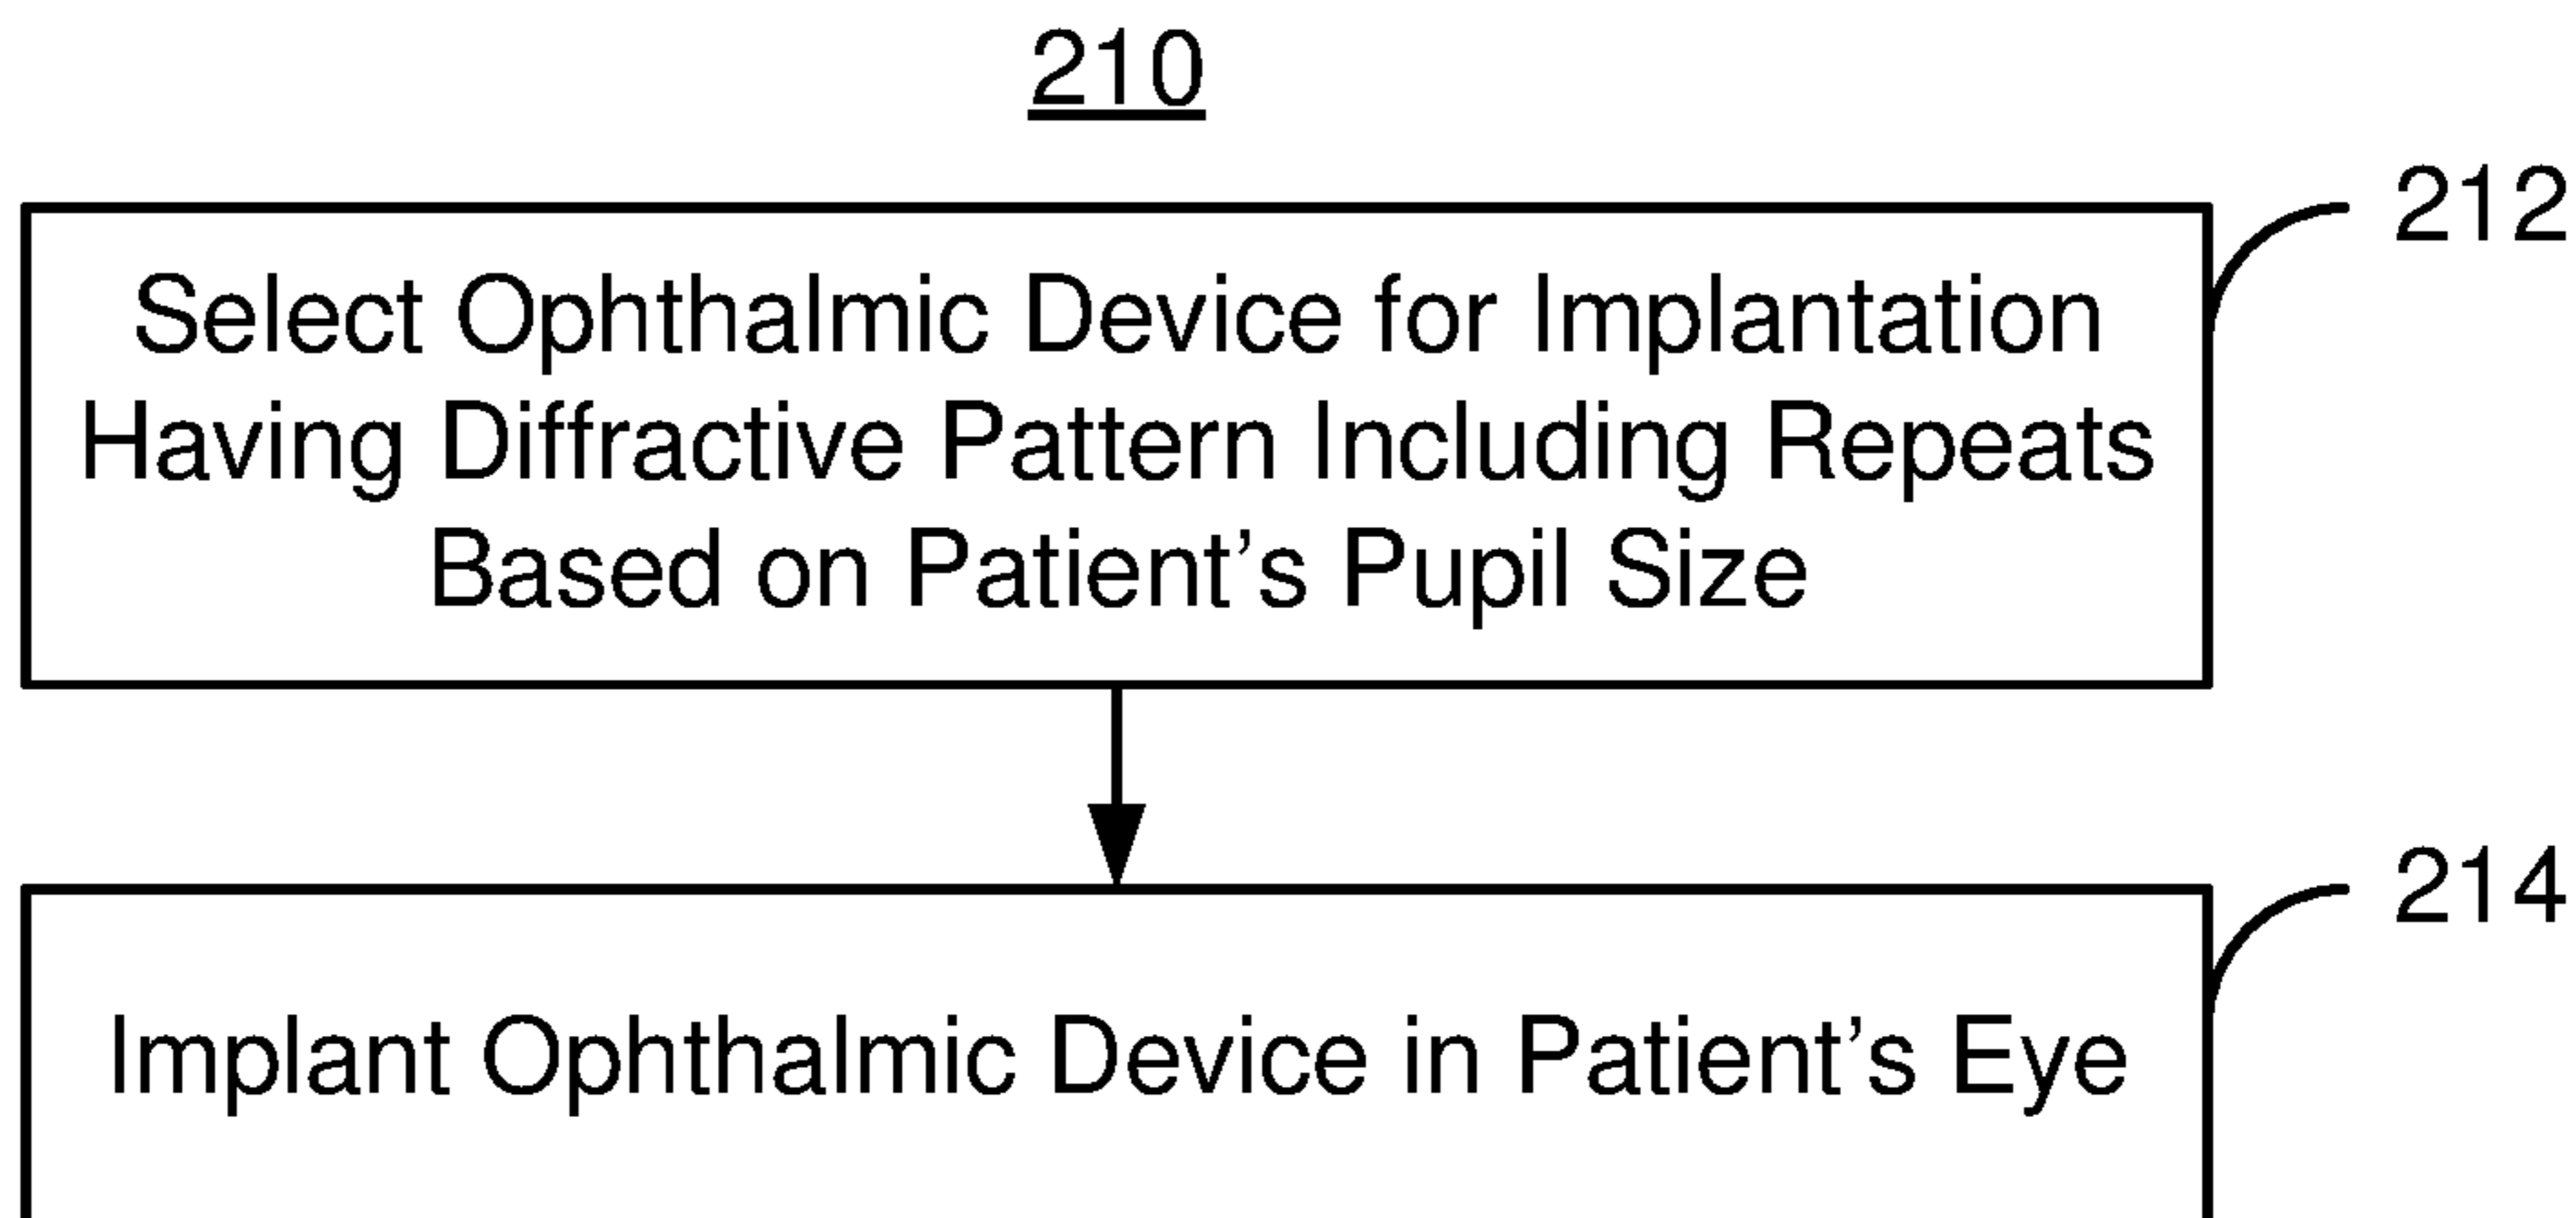 210
212
Select Ophthalmic Device for Implantation
Having Diffractive Pattern Including Repeats
Based on Patient’s Pupil Size
214
Implant Ophthalmic Device in Patient’s Eye